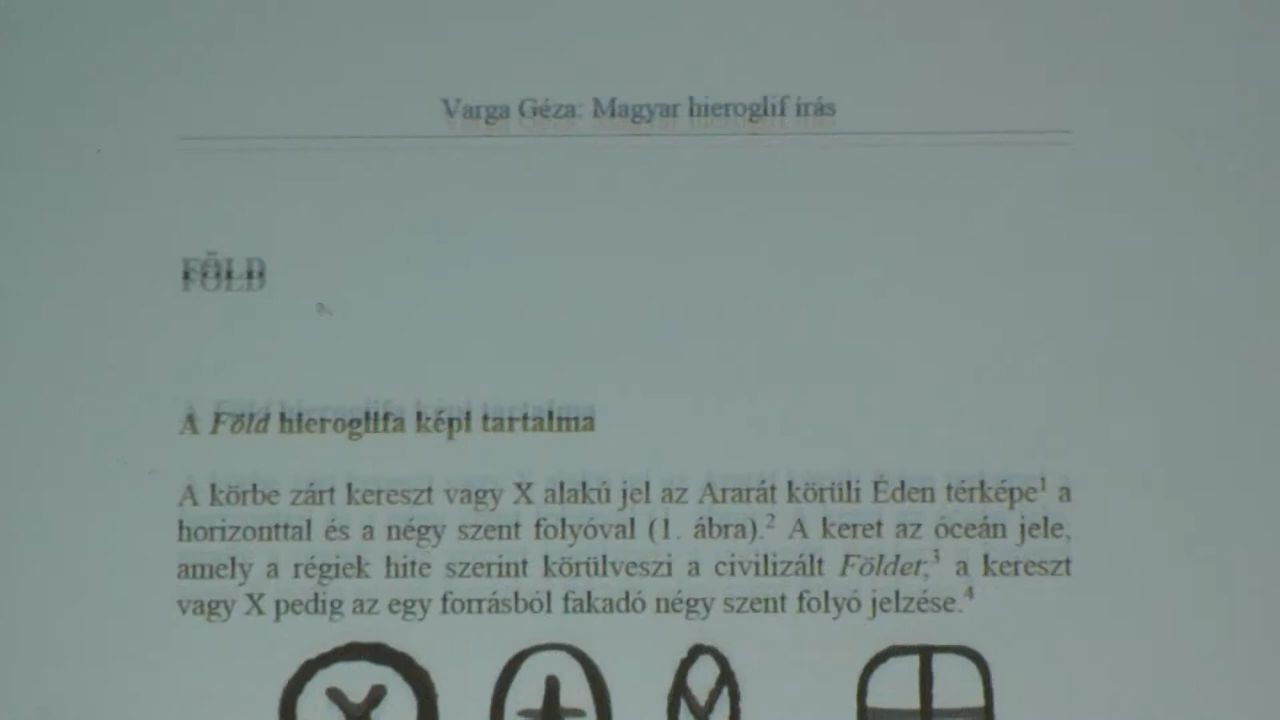 Varga Géza: Magyar hieroglif írás
FÖLD
A Föld hieroglifa képi tartalma
A körbe zárt kereszt vagy X alakú jel az Ararát körüli Éden térképe¹ a
horizonttal és a négy szent folyóval (1. ábra).² A keret az óceán jele,
amely a régiek hite szerint körülveszi a civilizált Földet,³ a kereszt
vagy X pedig az egy forrásból fakadó négy szent folyó jelzése.⁴